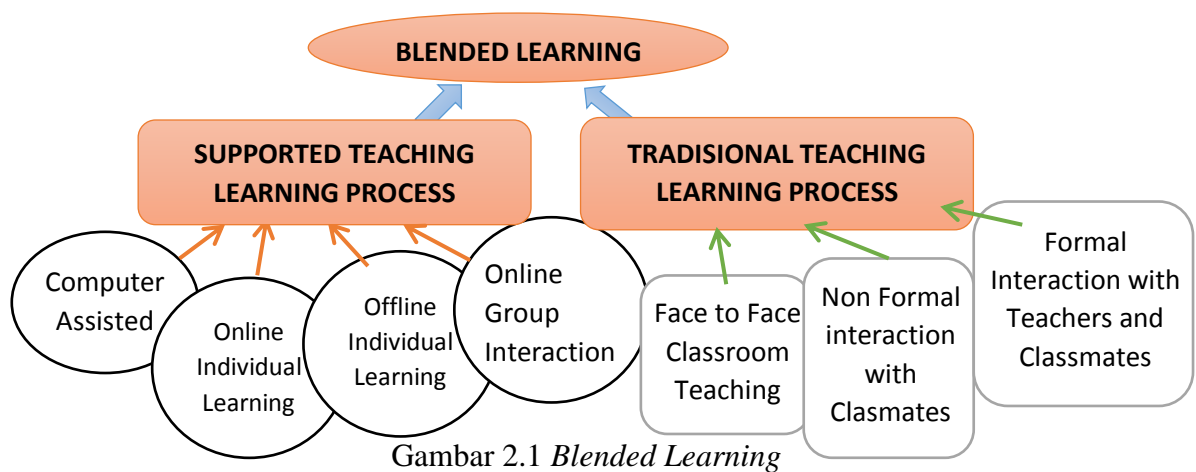 BLENDED LEARNING
SUPPORTED TEACHING
LEARNING PROCESS
TRADISIONAL TEACHING
LEARNING PROCESS
Computer
Assisted
Online
Individual
Learning
Offline
Individual
Learning
Online
Group
Interaction
Face to Face
Classroom
Teaching
Non Formal
interaction
with
Clasmates
Formal
Interaction with
Teachers and
Classmates
Gambar 2.1 Blended Learning